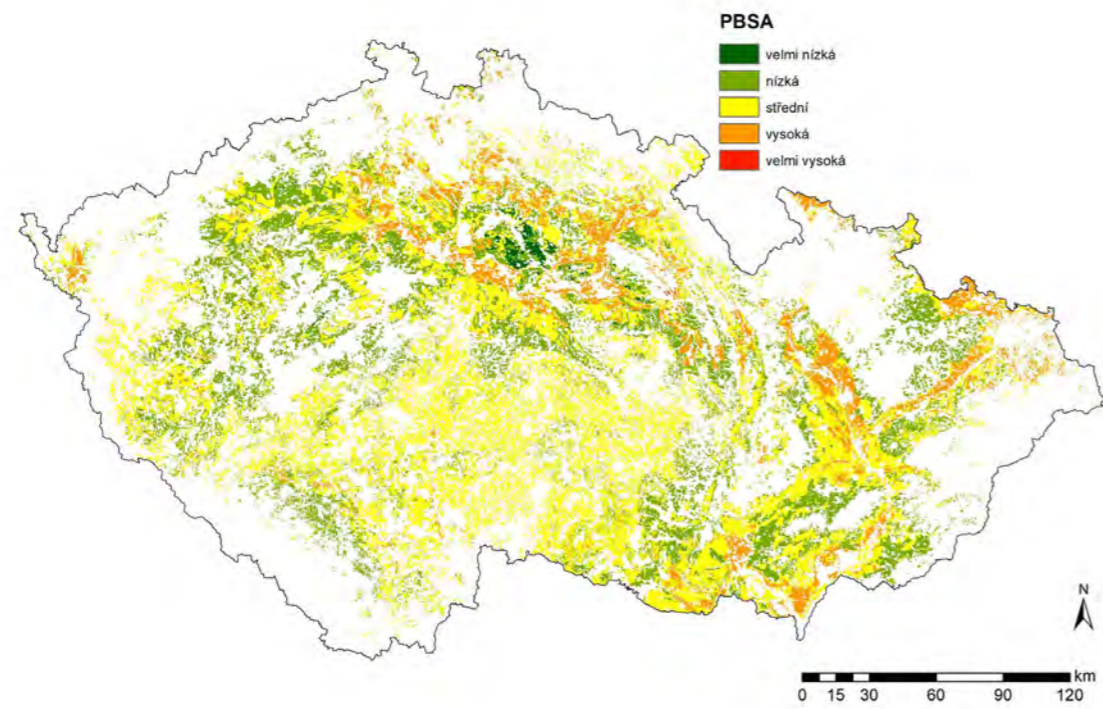 PBSA
velmi nízká
nízká
střední
vysoká
velmi vysoká
N
km
0 15 30 60 90 120